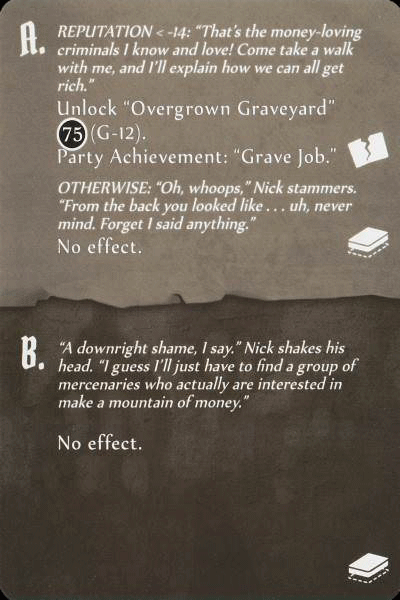 A.
REPUTATION < -14: “That’s the money-loving
criminals I know and love! Come take a walk
with me, and I’ll explain how we can all get
rich.”
Unlock “Overgrown Graveyard”
75 (G-12).
Party Achievement: “Grave Job.”
OTHERWISE: “Oh, whoops,” Nick stammers.
“From the back you looked like . . . uh, never
mind. Forget I said anything.”
No effect.
B.
“A downright shame, I say.” Nick shakes his
head. “I guess I’ll just have to find a group of
mercenaries who actually are interested in
make a mountain of money.”
No effect.